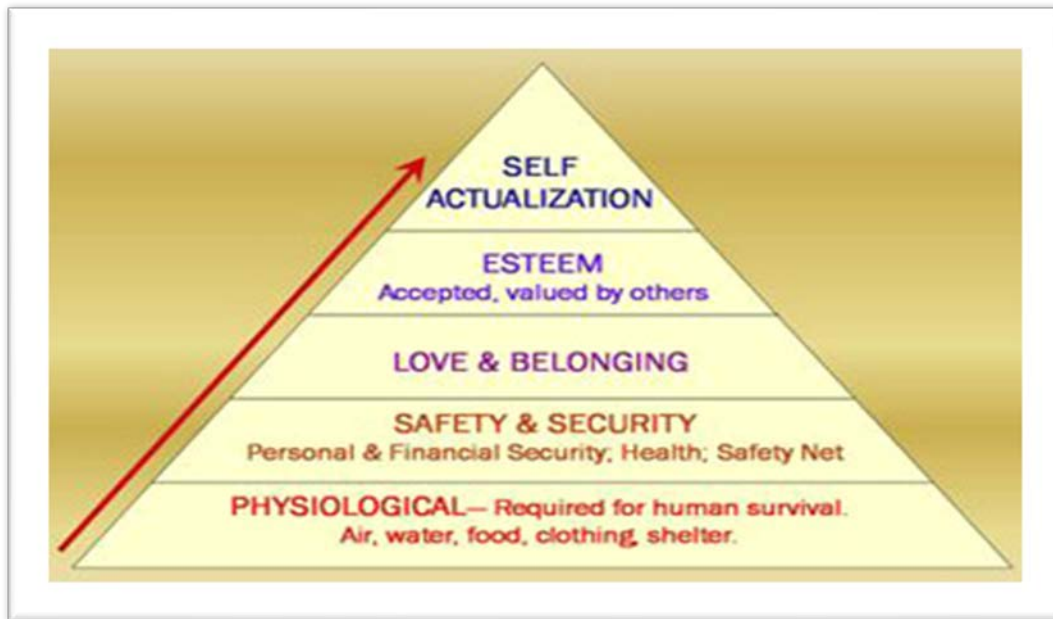 SELF
ACTUALIZATION
ESTEEM
Accepted, valued by others
LOVE & BELONGING
SAFETY & SECURITY
Personal & Financial Security; Health; Safety Net
PHYSIOLOGICAL— Required for human survival.
Air, water, food, clothing, shelter.